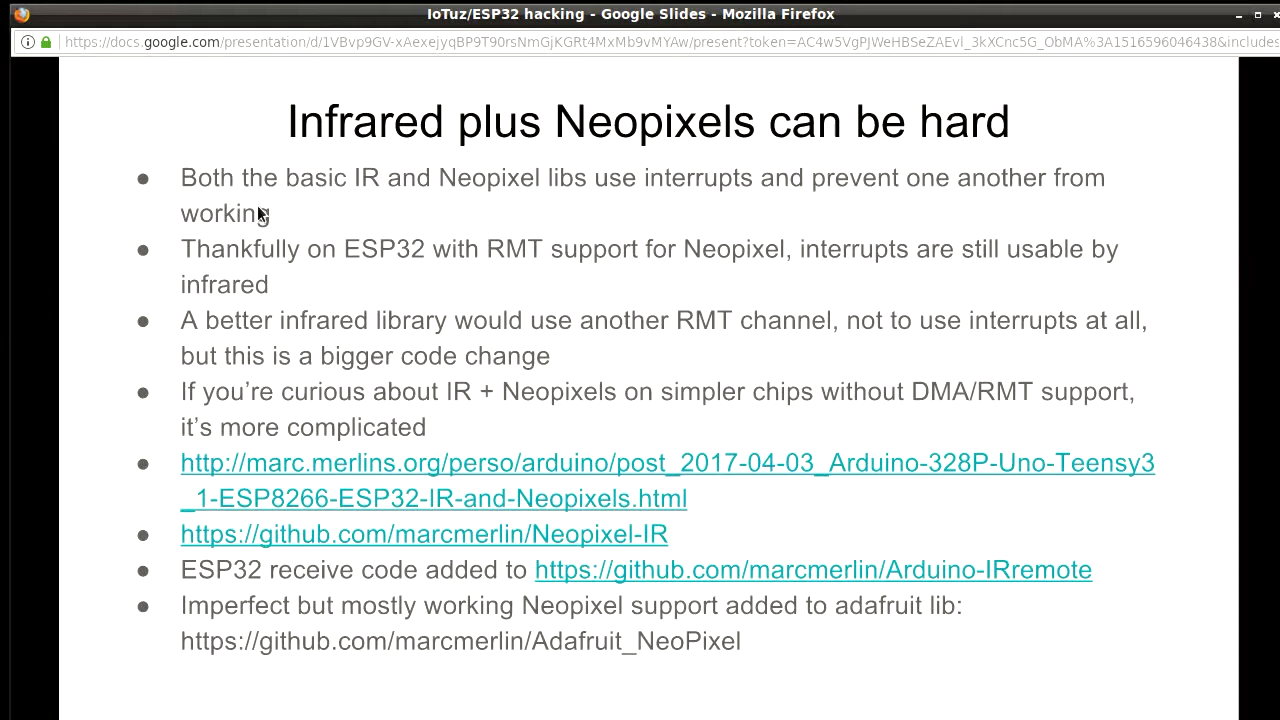 IoTuz/ESP32 hacking - Google Slides - Mozilla Firefox
https://docs.google.com/presentation/d/1VBvp9GV-xAexejyqBP9T90rsNmGjKGRt4MxMb9vMYAw/present?token=AC4w5VgPJWeHBSeZAEvl_3kXCnc5G_ObMA%3A1516596046438&includes
Infrared plus Neopixels can be hard
● Both the basic IR and Neopixel libs use interrupts and prevent one another from
working
● Thankfully on ESP32 with RMT support for Neopixel, interrupts are still usable by
infrared
● A better infrared library would use another RMT channel, not to use interrupts at all,
but this is a bigger code change
● If you’re curious about IR + Neopixels on simpler chips without DMA/RMT support,
it’s more complicated
● http://marc.merlins.org/perso/arduino/post_2017-04-03_Arduino-328P-Uno-Teensy3
_1-ESP8266-ESP32-IR-and-Neopixels.html
● https://github.com/marcmerlin/Neopixel-IR
● ESP32 receive code added to https://github.com/marcmerlin/Arduino-IRremote
● Imperfect but mostly working Neopixel support added to adafruit lib:
https://github.com/marcmerlin/Adafruit_NeoPixel